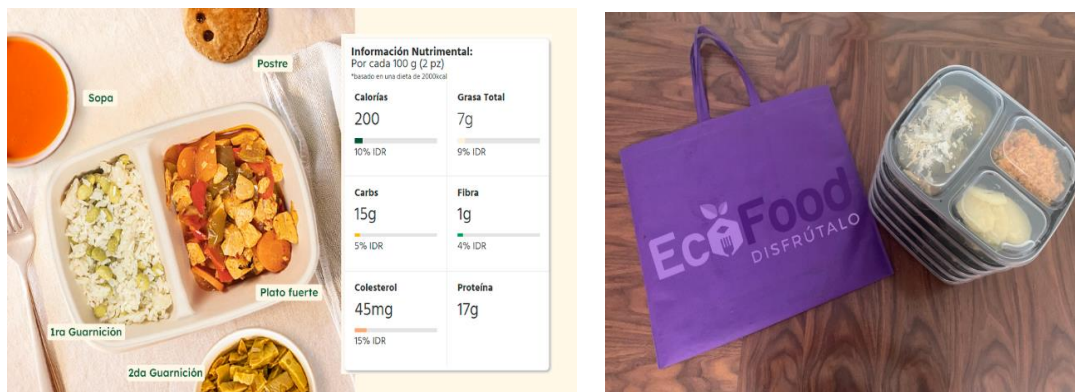 Postre
Sopa
Plato fuerte
1ra Guarnición
2da Guarnición
Información Nutrimental:
Por cada 100 g (2 pz)
*basado en una dieta de 2000kcal
Calorías
200
10% IDR
Grasa Total
7g
9% IDR
Carbs
15g
5% IDR
Fibra
1g
4% IDR
Colesterol
45mg
15% IDR
Proteína
17g
EcoFood
DISFRÚTALO